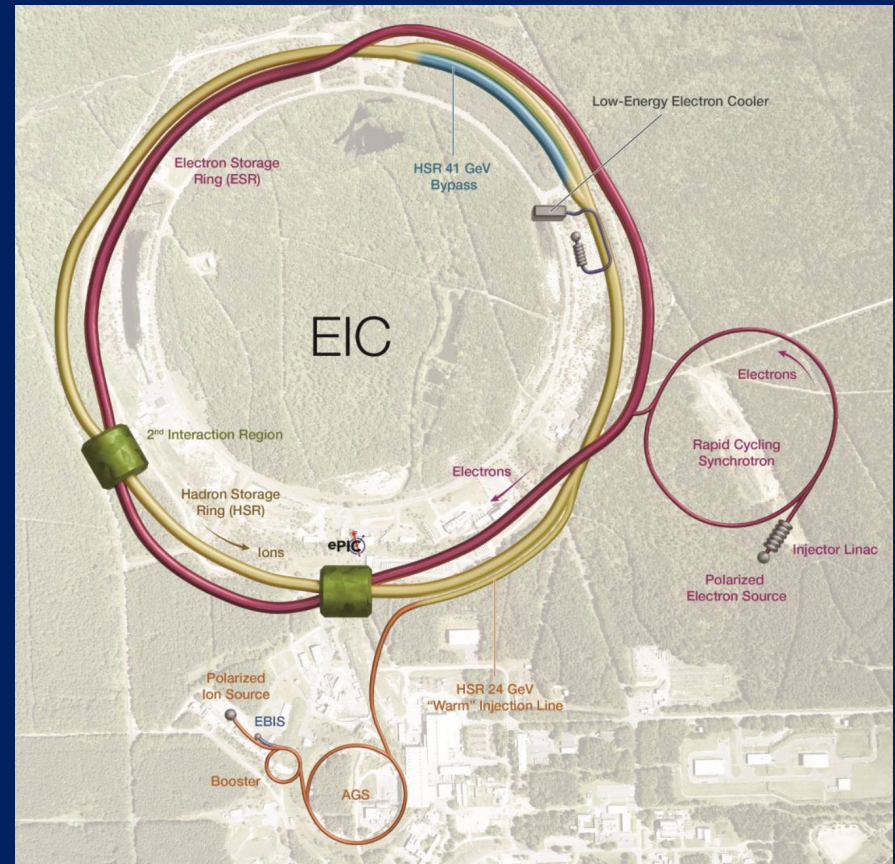 Low-Energy Electron Cooler
Electron Storage
Ring (ESR)
HSR 41 GeV
Bypass
EIC
Electrons
2nd Interaction Region
Rapid Cycling
Synchrotron
Electrons
Hadron Storage
Ring (HSR)
Ions
ePIC
Injector Linac
Polarized
Electron Source
Polarized
Ion Source
HSR 24 GeV
"Warm" Injection Line
EBIS
Booster
AGS